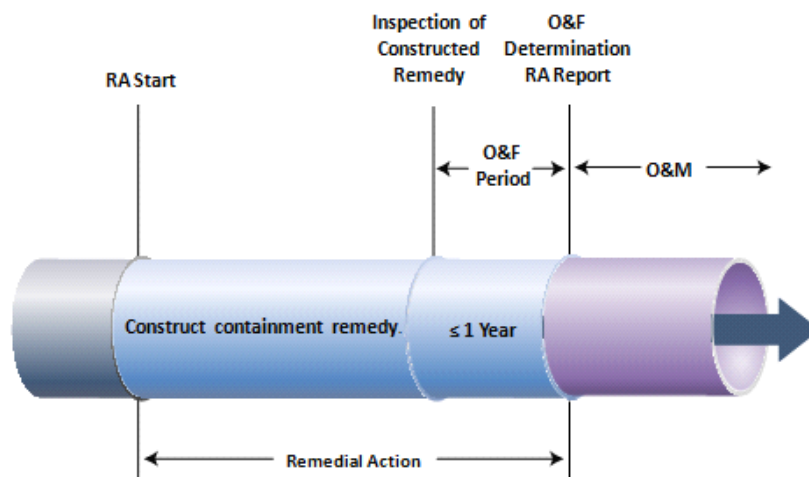 RA Start
Inspection of
Constructed
Remedy
O&F
Determination
RA Report
O&F
Period
O&M
Construct containment remedy.
≤ 1 Year
Remedial Action